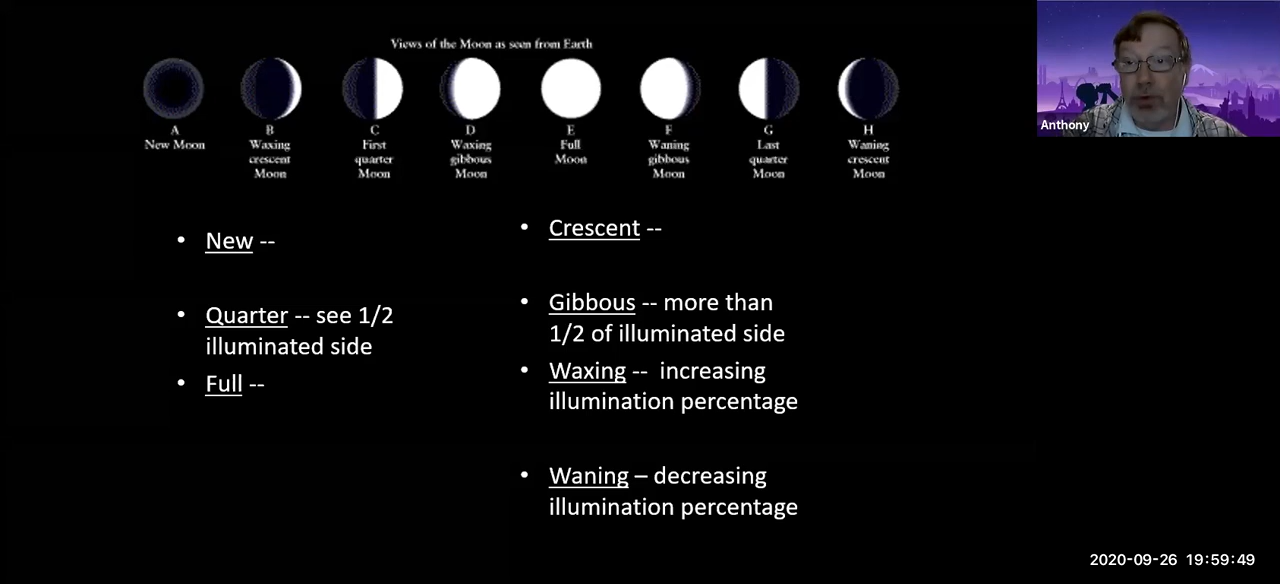 Views of the Moon as seen from Earth
A
New Moon
B
Waxing
crescent
Moon
C
First
quarter
Moon
D
Waxing
gibbous
Moon
E
Full
Moon
F
Waning
gibbous
Moon
G
Last
quarter
Moon
H
Waning
crescent
Moon
Anthony
• New --
• Quarter -- see 1/2
illuminated side
• Full --
• Crescent --
• Gibbous -- more than
1/2 of illuminated side
• Waxing -- increasing
illumination percentage
• Waning – decreasing
illumination percentage
2020-09-26 19:59:49